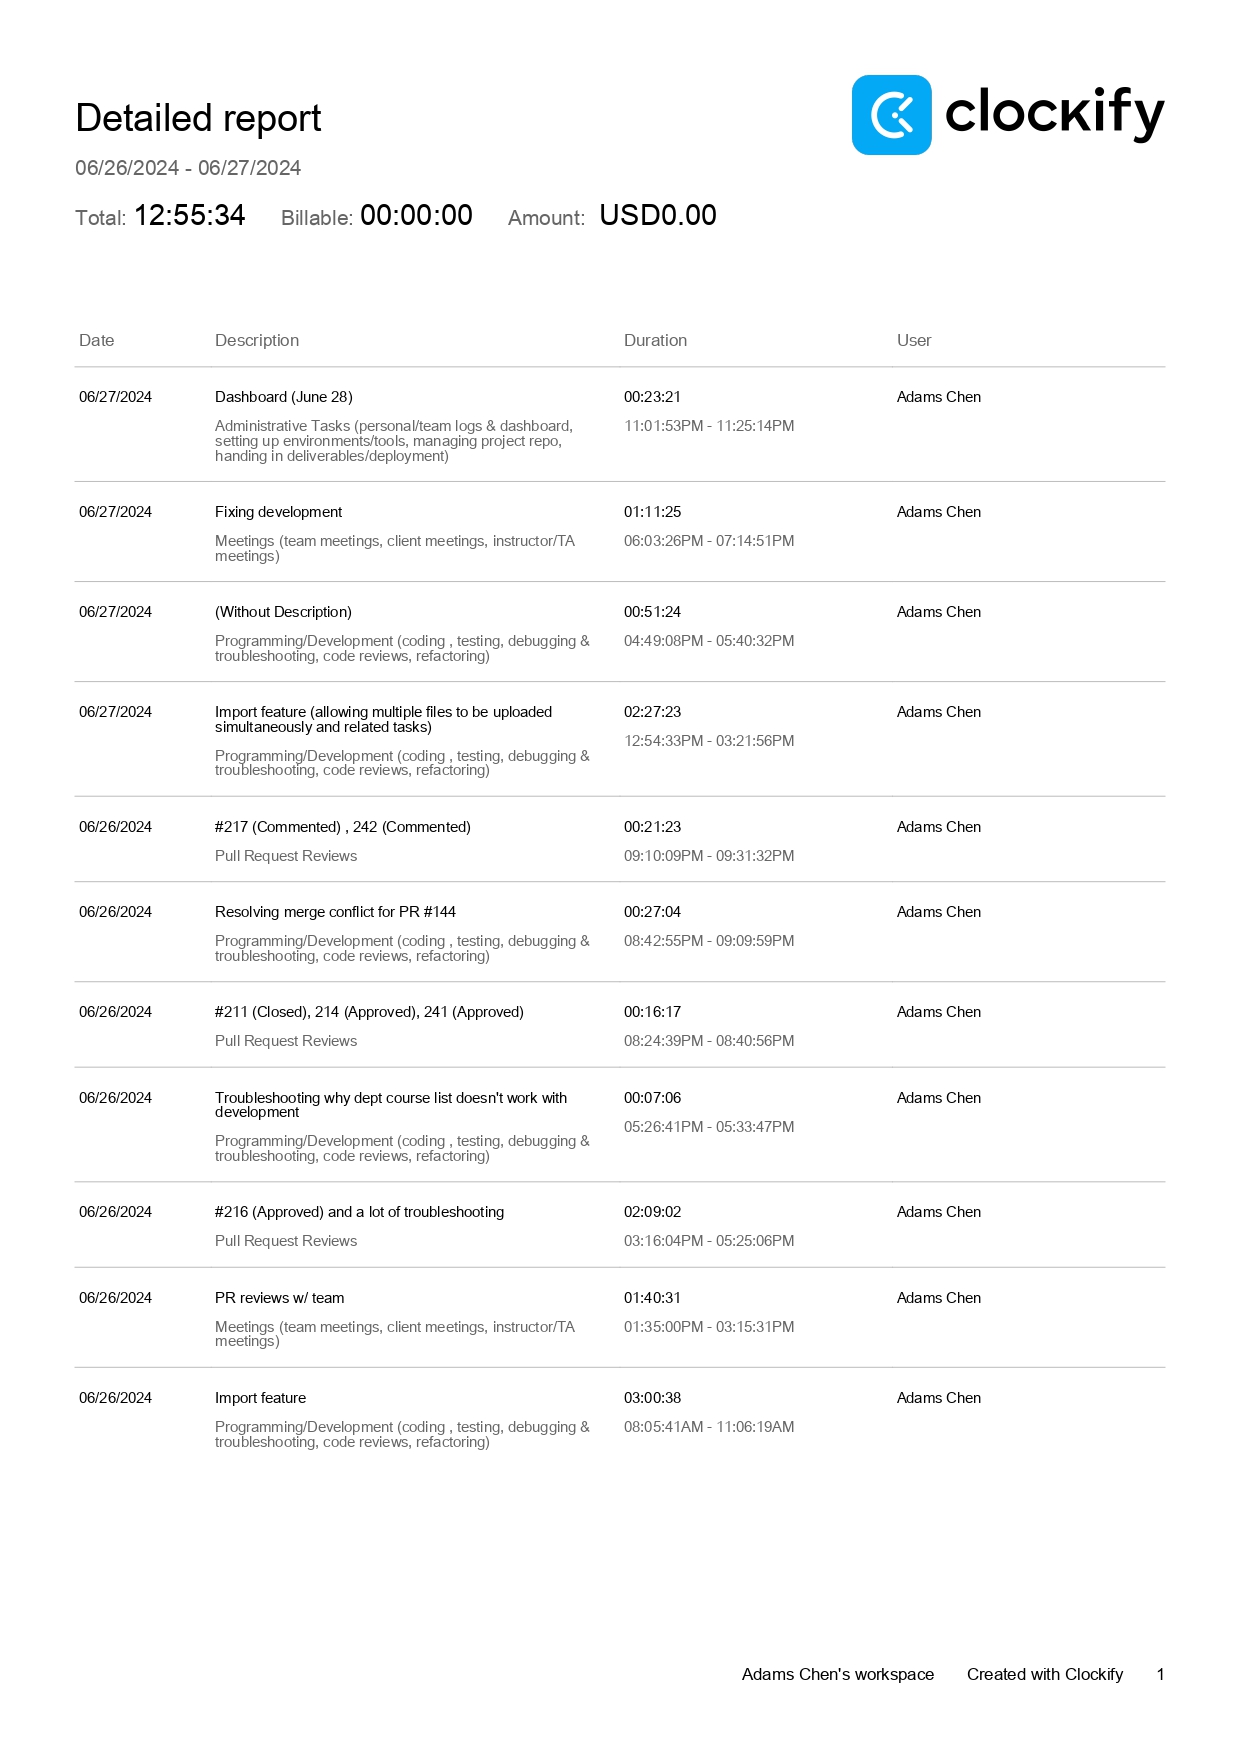 Detailed report
clockify
06/26/2024 - 06/27/2024
Total: 12:55:34 Billable: 00:00:00 Amount: USD0.00
Date Description Duration User
06/27/2024 Dashboard (June 28) 00:23:21 Adams Chen
Administrative Tasks (personal/team logs & dashboard, 11:01:53PM - 11:25:14PM
setting up environments/tools, managing project repo,
handing in deliverables/deployment)
06/27/2024 Fixing development 01:11:25 Adams Chen
Meetings (team meetings, client meetings, instructor/TA 06:03:26PM - 07:14:51PM
meetings)
06/27/2024 (Without Description) 00:51:24 Adams Chen
Programming/Development (coding , testing, debugging & 04:49:08PM - 05:40:32PM
troubleshooting, code reviews, refactoring)
06/27/2024 Import feature (allowing multiple files to be uploaded 02:27:23 Adams Chen
simultaneously and related tasks)
12:54:33PM - 03:21:56PM
Programming/Development (coding , testing, debugging &
troubleshooting, code reviews, refactoring)
06/26/2024 #217 (Commented) , 242 (Commented) 00:21:23 Adams Chen
Pull Request Reviews 09:10:09PM - 09:31:32PM
06/26/2024 Resolving merge conflict for PR #144 00:27:04 Adams Chen
Programming/Development (coding , testing, debugging & 08:42:55PM - 09:09:59PM
troubleshooting, code reviews, refactoring)
06/26/2024 #211 (Closed), 214 (Approved), 241 (Approved) 00:16:17 Adams Chen
Pull Request Reviews 08:24:39PM - 08:40:56PM
06/26/2024 Troubleshooting why dept course list doesn't work with 00:07:06 Adams Chen
development
05:26:41PM - 05:33:47PM
Programming/Development (coding , testing, debugging &
troubleshooting, code reviews, refactoring)
06/26/2024 #216 (Approved) and a lot of troubleshooting 02:09:02 Adams Chen
Pull Request Reviews 03:16:04PM - 05:25:06PM
06/26/2024 PR reviews w/ team 01:40:31 Adams Chen
Meetings (team meetings, client meetings, instructor/TA 01:35:00PM - 03:15:31PM
meetings)
06/26/2024 Import feature 03:00:38 Adams Chen
Programming/Development (coding , testing, debugging & 08:05:41AM - 11:06:19AM
troubleshooting, code reviews, refactoring)
Adams Chen's workspace Created with Clockify 1